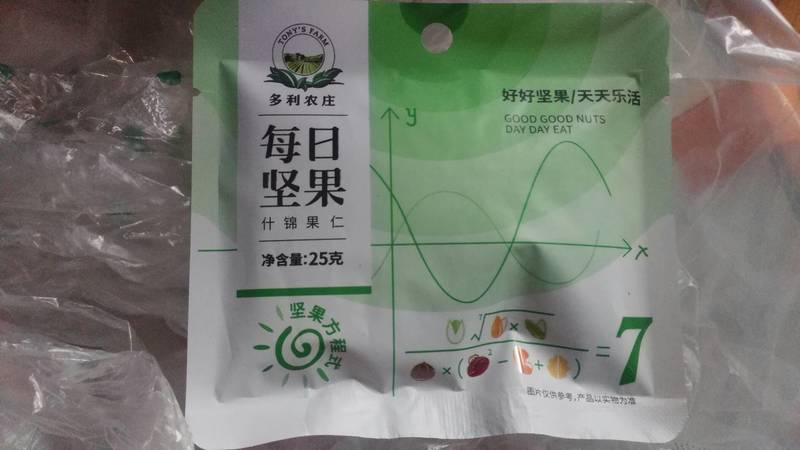 TONY'S FARM
多利农庄
每日
坚果
什锦果仁
净含量:25克
坚果方程式
好好坚果/天天乐活
GOOD GOOD NUTS
DAY DAY EAT
y
x
=7
图片仅供参考,产品以实物为准